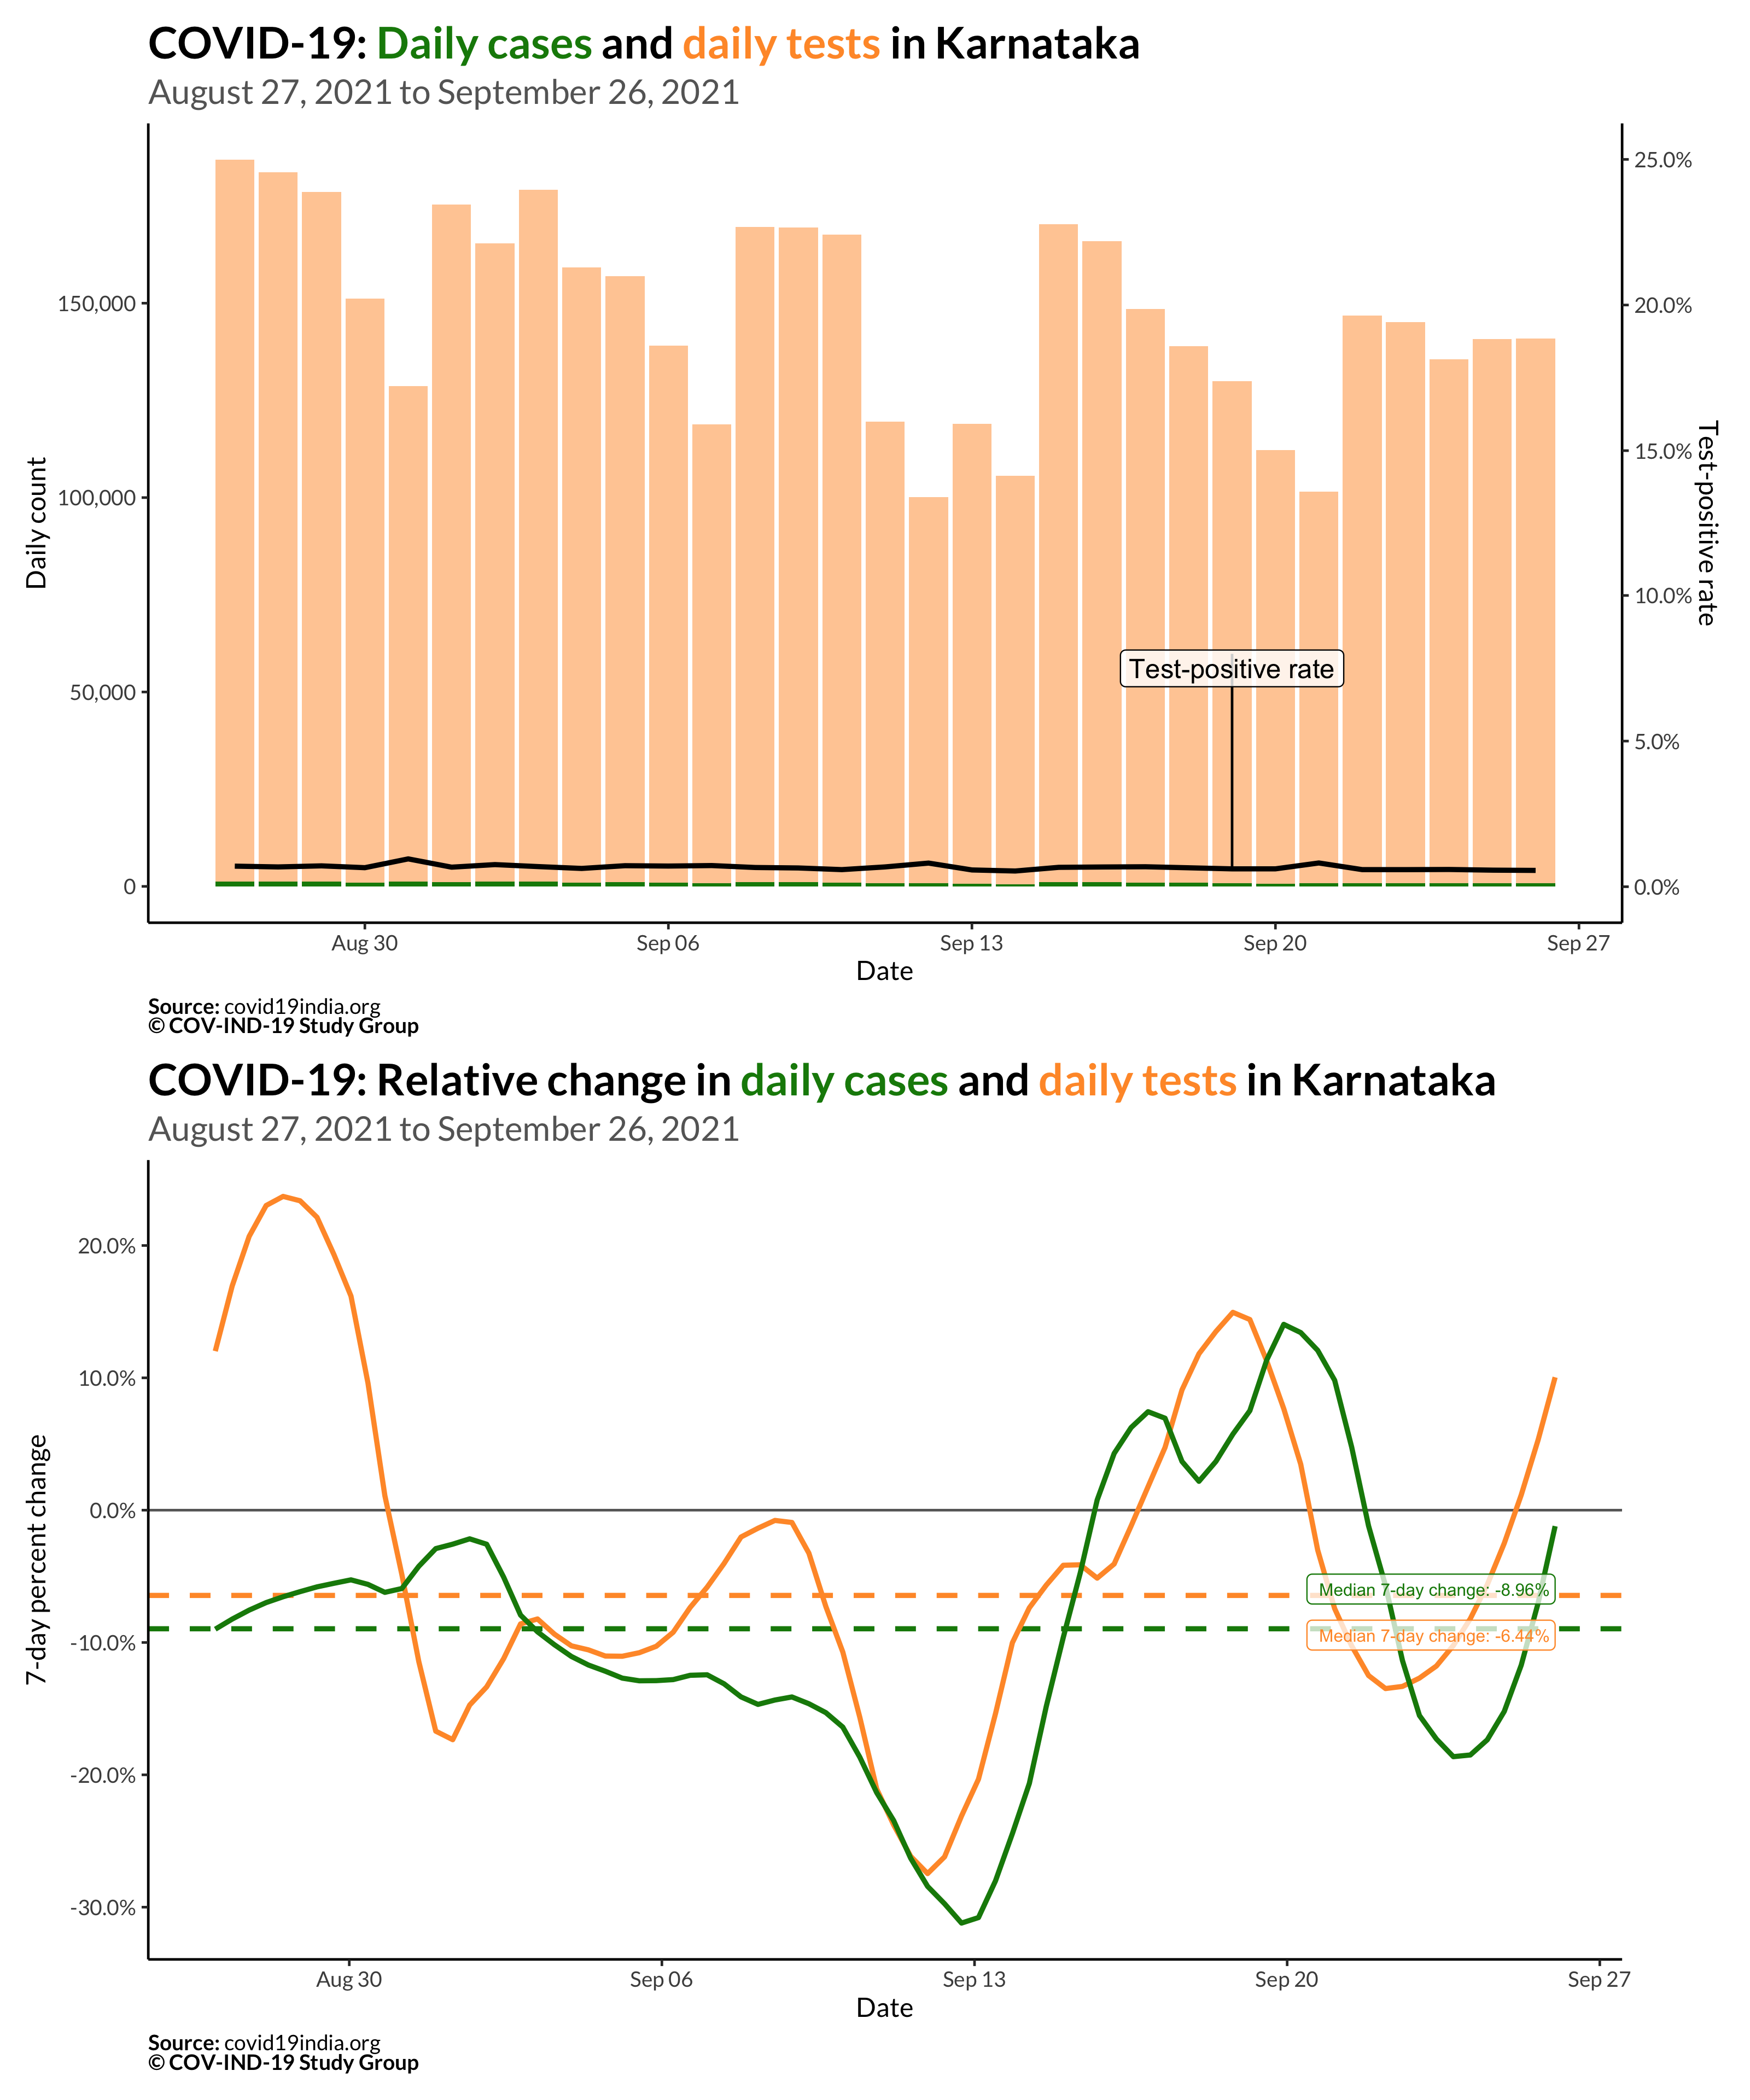 COVID-19: Daily cases and daily tests in Karnataka
August 27, 2021 to September 26, 2021
Daily count
150,000
100,000
50,000
0
25.0%
20.0%
15.0%
10.0%
5.0%
0.0%
Test-positive rate
Test-positive rate
Aug 30
Sep 06
Sep 13
Sep 20
Sep 27
Date
Source: covid19india.org
© COV-IND-19 Study Group
COVID-19: Relative change in daily cases and daily tests in Karnataka
August 27, 2021 to September 26, 2021
7-day percent change
20.0%
10.0%
0.0%
-10.0%
-20.0%
-30.0%
Median 7-day change: -8.96%
Median 7-day change: -6.44%
Aug 30
Sep 06
Sep 13
Sep 20
Sep 27
Date
Source: covid19india.org
© COV-IND-19 Study Group